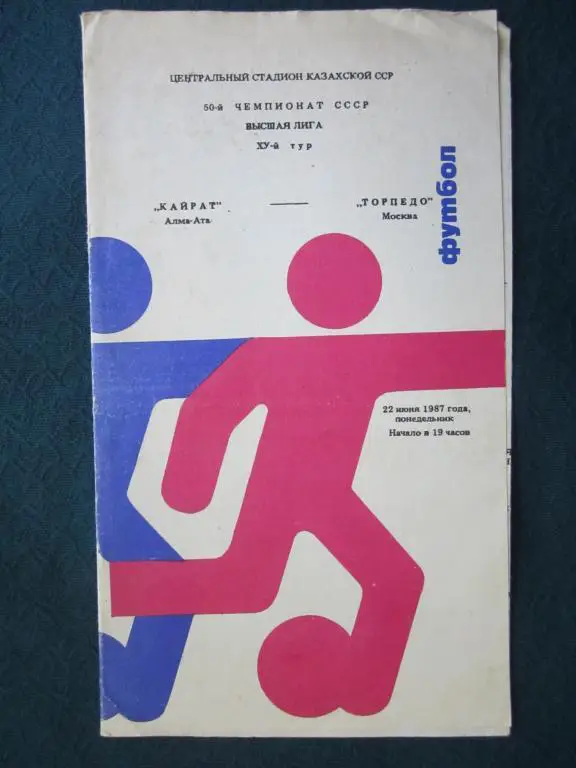 ЦЕНТРАЛЬНЫЙ СТАДИОН КАЗАХСКОЙ ССР
50-й ЧЕМПИОНАТ СССР
ВЫСШАЯ ЛИГА
ХУ-й тур
„КАЙРАТ" — „ТОРПЕДО"
Алма-Ата Москва
футбол
22 июня 1987 года,
понедельник
Начало в 19 часов